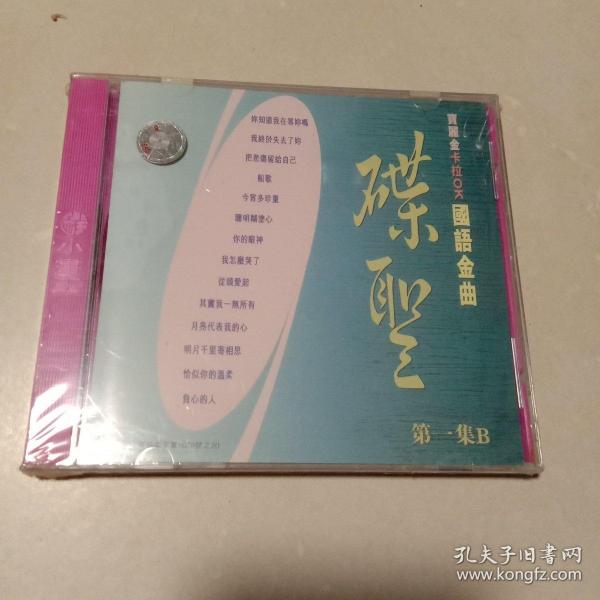 寶麗金卡拉OK國語金曲
碟聖
第一集B
妳知道我在等妳嗎
我終於失去了妳
把悲傷留給自己
船歌
今宵多珍重
聰明糊塗心
你的眼神
我怎麼哭了
從頭愛起
其實我一無所有
月亮代表我的心
明月千里寄相思
恰似你的溫柔
負心的人
孔夫子旧书网
www.kongfz.com